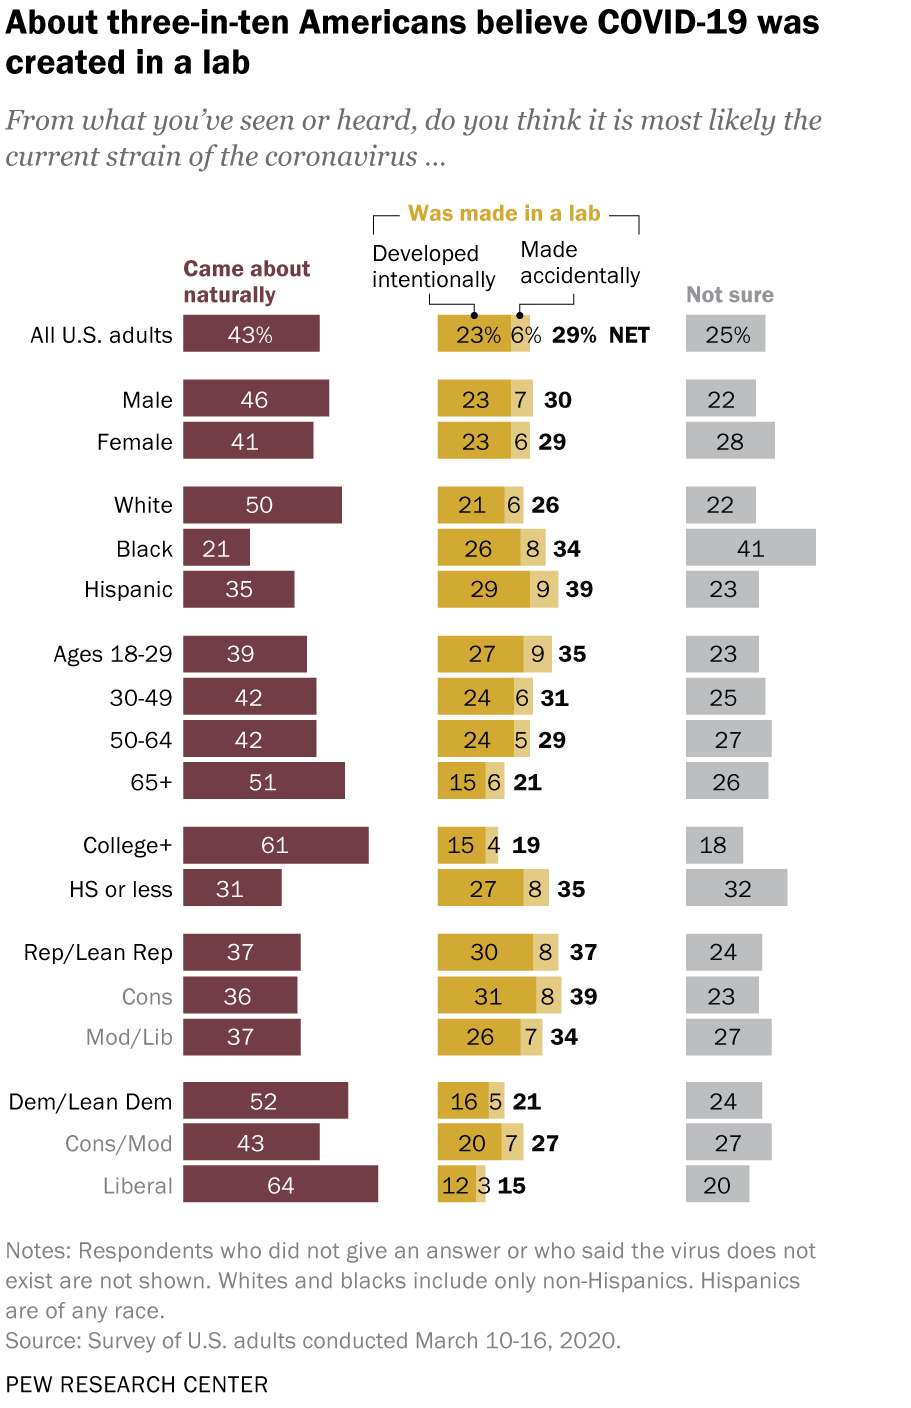 About three-in-ten Americans believe COVID-19 was
created in a lab
From what you’ve seen or heard, do you think it is most likely the
current strain of the coronavirus ...
Was made in a lab
Developed
intentionally
Made
accidentally
Came about
naturally
Not sure
All U.S. adults 43% 23% 6% 29% NET 25%
Male 46 23 7 30 22
Female 41 23 6 29 28
White 50 21 6 26 22
Black 21 26 8 34 41
Hispanic 35 29 9 39 23
Ages 18-29 39 27 9 35 23
30-49 42 24 6 31 25
50-64 42 24 5 29 27
65+ 51 15 6 21 26
College+ 61 15 4 19 18
HS or less 31 27 8 35 32
Rep/Lean Rep 37 30 8 37 24
Cons 36 31 8 39 23
Mod/Lib 37 26 7 34 27
Dem/Lean Dem 52 16 5 21 24
Cons/Mod 43 20 7 27 27
Liberal 64 12 3 15 20
Notes: Respondents who did not give an answer or who said the virus does not
exist are not shown. Whites and blacks include only non-Hispanics. Hispanics
are of any race.
Source: Survey of U.S. adults conducted March 10-16, 2020.
PEW RESEARCH CENTER